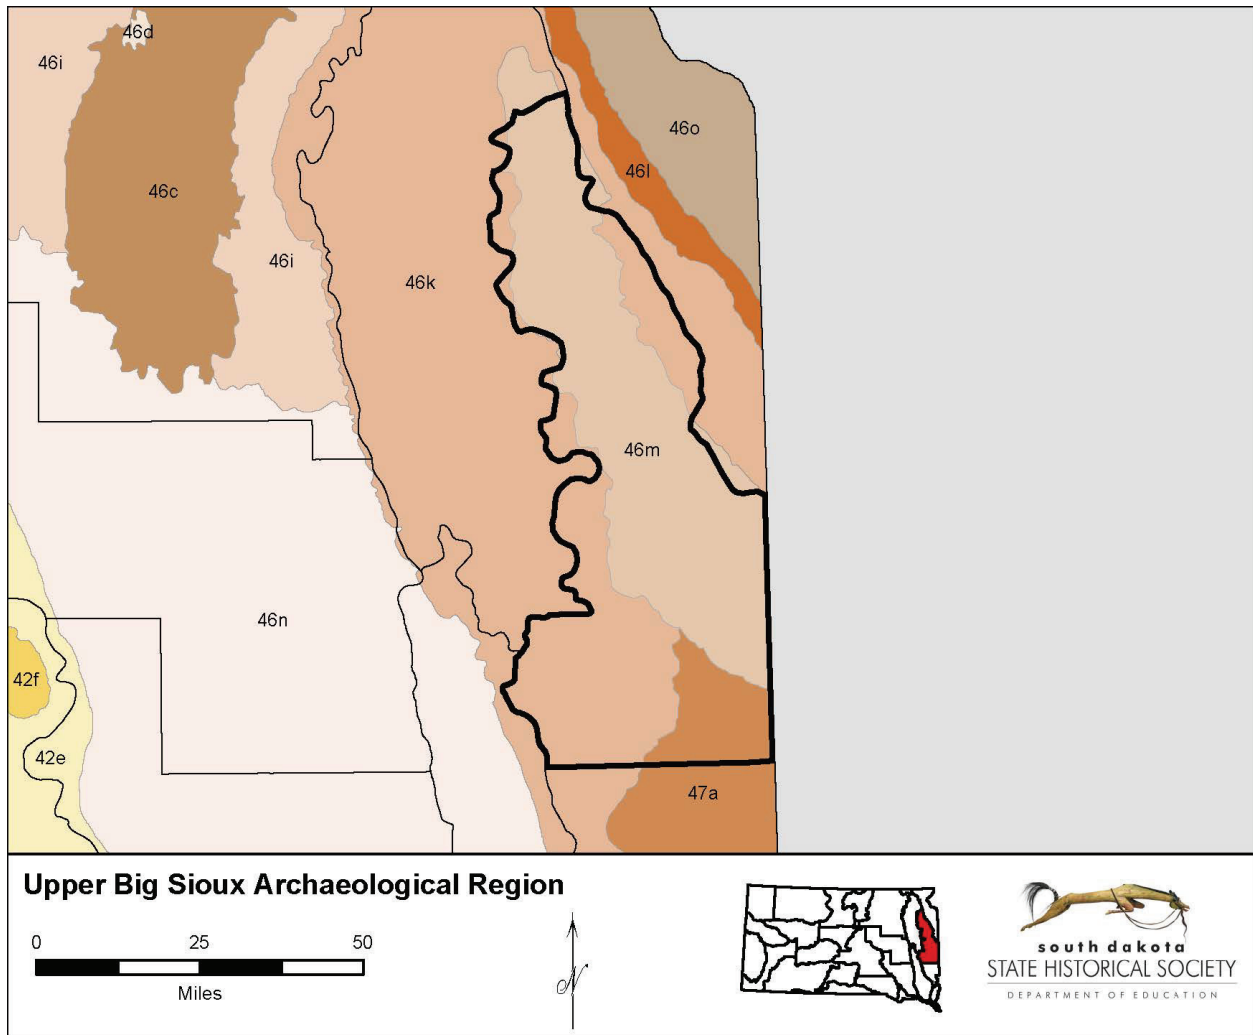 46d
46i
46o
46l
46c
46i
46k
46m
46n
42f
42e
47a
Upper Big Sioux Archaeological Region
0 25 50
Miles
N
south dakota
STATE HISTORICAL SOCIETY
DEPARTMENT OF EDUCATION